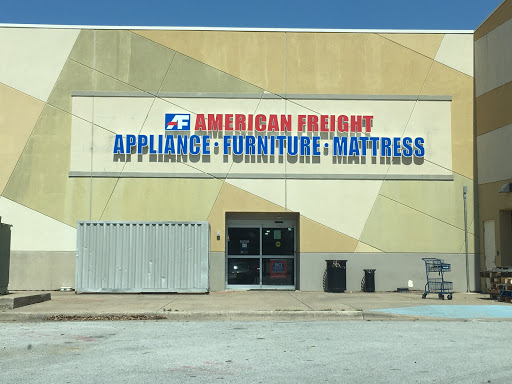 AF AMERICAN FREIGHT
APPLIANCE · FURNITURE · MATTRESS